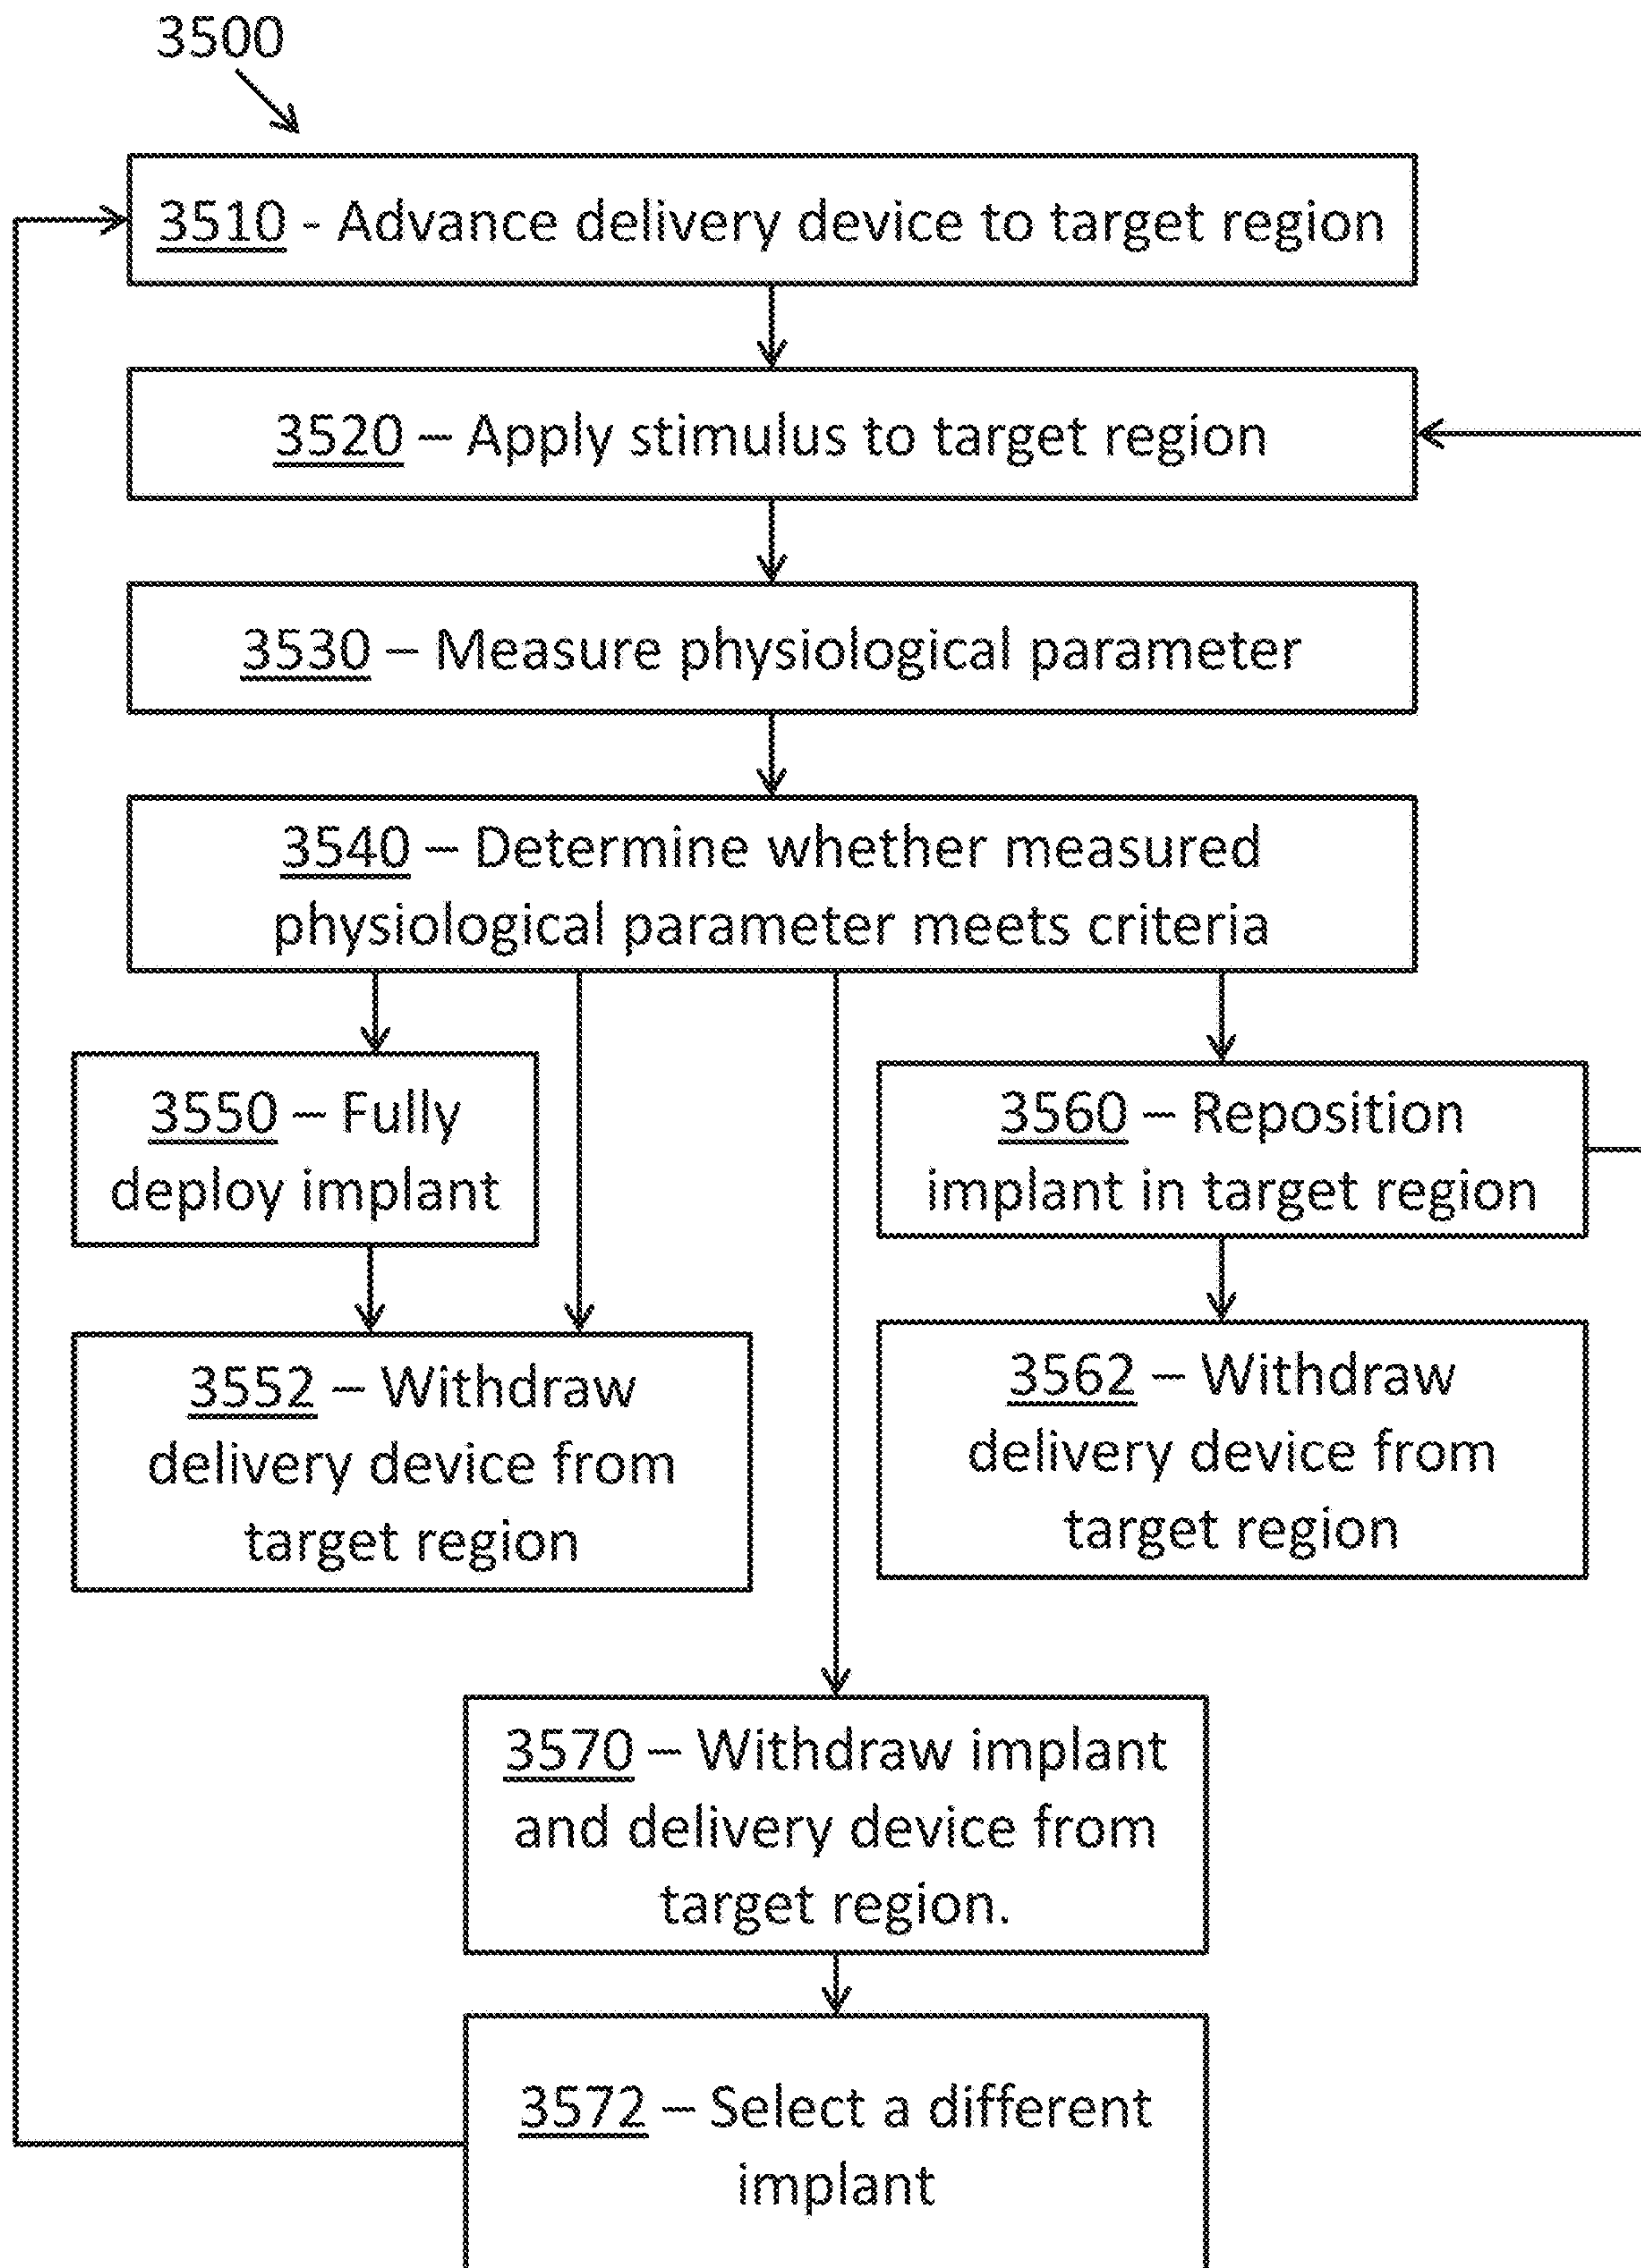 3500
3510 - Advance delivery device to target region
3520 – Apply stimulus to target region
3530 – Measure physiological parameter
3540 – Determine whether measured
physiological parameter meets criteria
3550 – Fully
deploy implant
3560 – Reposition
implant in target region
3552 – Withdraw
delivery device from
target region
3562 – Withdraw
delivery device from
target region
3570 – Withdraw implant
and delivery device from
target region.
3572 – Select a different
implant